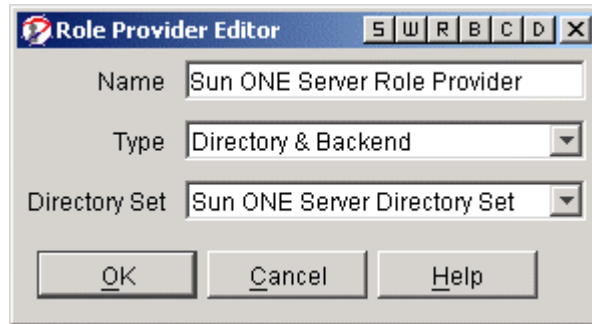 Role Provider Editor S W R B C D X
Name Sun ONE Server Role Provider
Type Directory & Backend
Directory Set Sun ONE Server Directory Set
OK Cancel Help